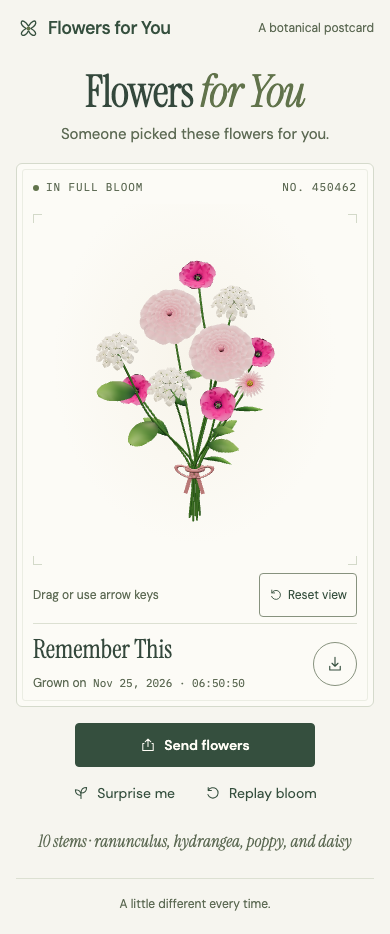 Flowers for You
A botanical postcard
Flowers for You
Someone picked these flowers for you.
IN FULL BLOOM
NO. 450462
Drag or use arrow keys
Reset view
Remember This
Grown on Nov 25, 2026 · 06:50:50
Send flowers
Surprise me
Replay bloom
10 stems · ranunculus, hydrangea, poppy, and daisy
A little different every time.